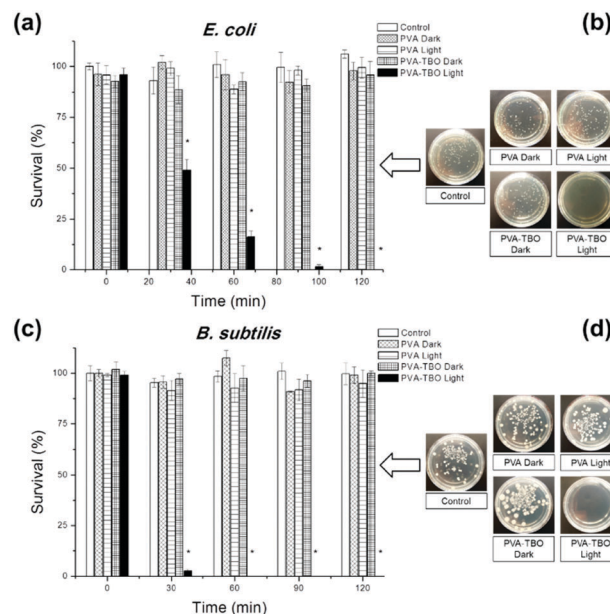 (a)
E. coli
(b)
Control
PVA Dark
PVA Light
PVA-TBO Dark
PVA-TBO Light
Survival (%)
125
100
75
50
25
0
* * * *
0 20 40 60 80 100 120
Time (min)
Control
PVA Dark
PVA Light
PVA-TBO
Dark
PVA-TBO
Light
(c)
B. subtilis
(d)
Control
PVA Dark
PVA Light
PVA-TBO Dark
PVA-TBO Light
Survival (%)
125
100
75
50
25
0
* * * *
0 30 60 90 120
Time (min)
Control
PVA Dark
PVA Light
PVA-TBO
Dark
PVA-TBO
Light